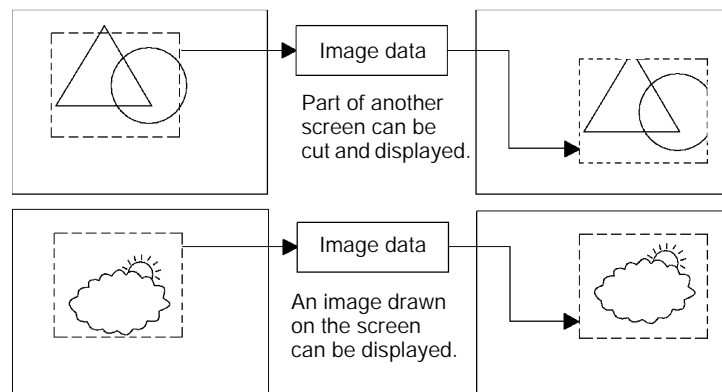 Image data
Part of another
screen can be
cut and displayed.
Image data
An image drawn
on the screen
can be displayed.